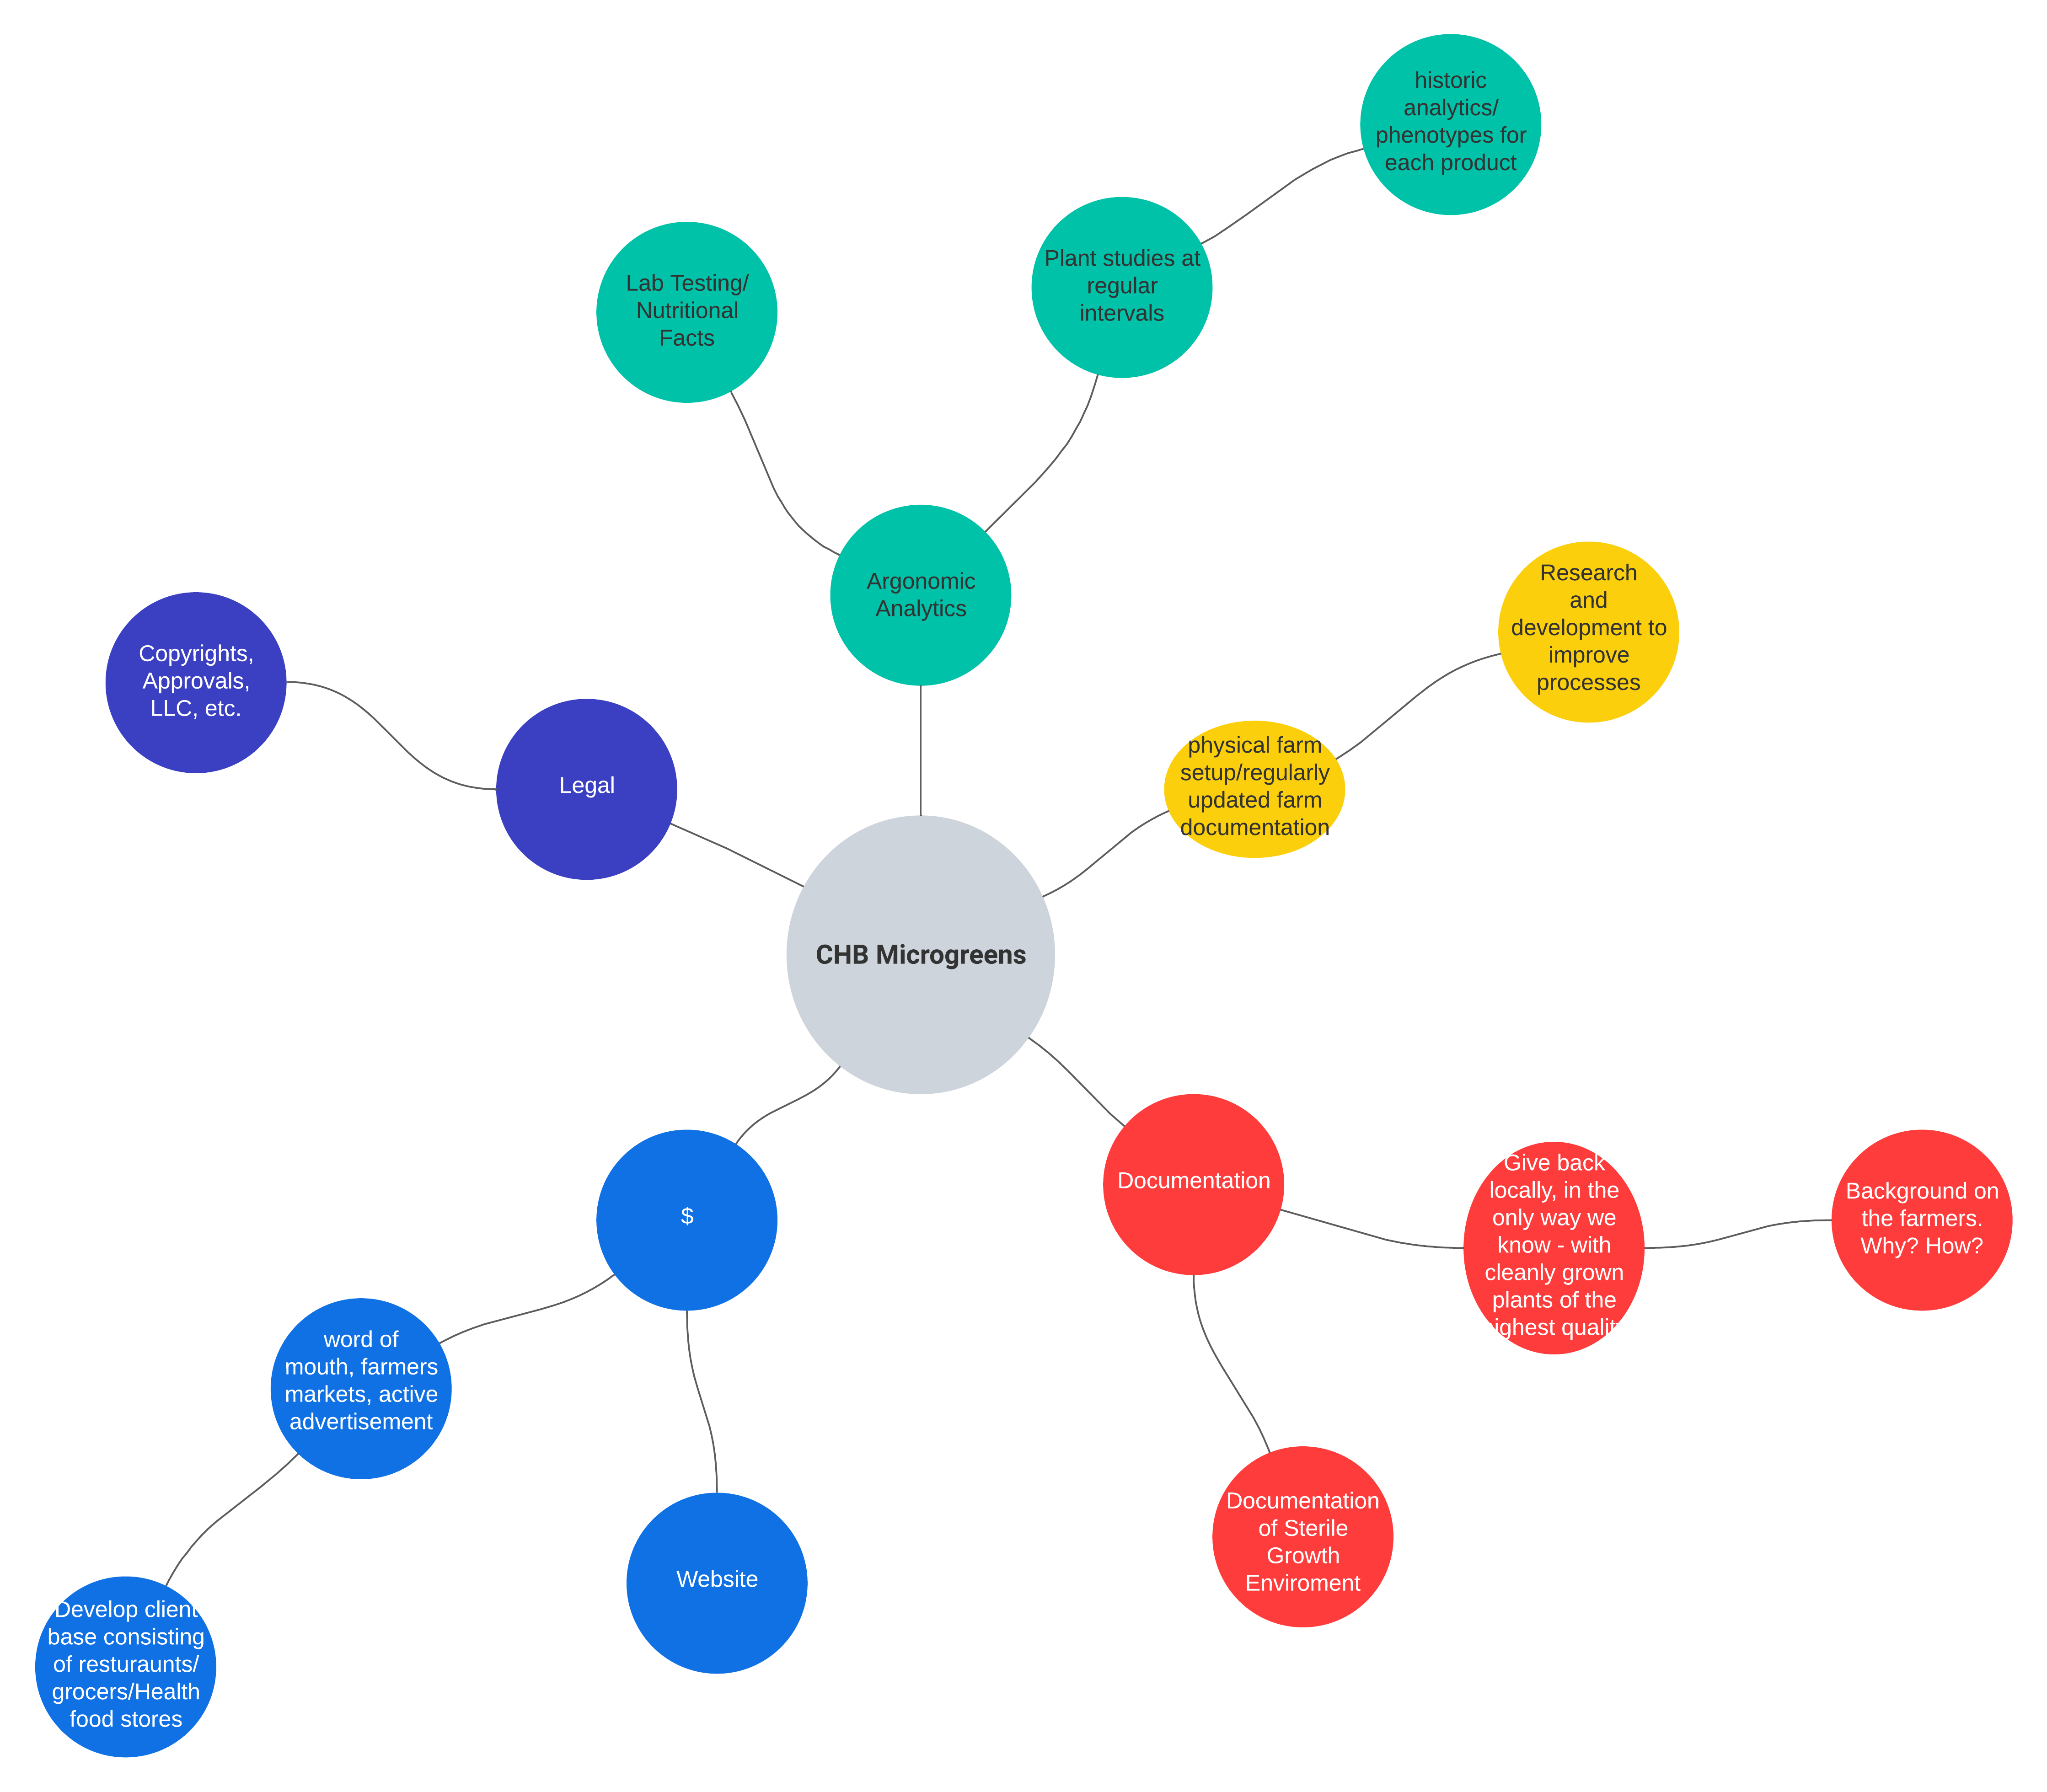 historic
analytics/
phenotypes for
each product
Plant studies at
regular
intervals
Lab Testing/
Nutritional
Facts
Argonomic
Analytics
Research
and
development to
improve
processes
Copyrights,
Approvals,
LLC, etc.
Legal
physical farm
setup/regularly
updated farm
documentation
CHB Microgreens
Documentation
Give back
locally, in the
only way we
know - with
cleanly grown
plants of the
highest quality
Background on
the farmers.
Why? How?
$
word of
mouth, farmers
markets, active
advertisement
Documentation
of Sterile
Growth
Enviroment
Website
Develop client
base consisting
of resturaunts/
grocers/Health
food stores